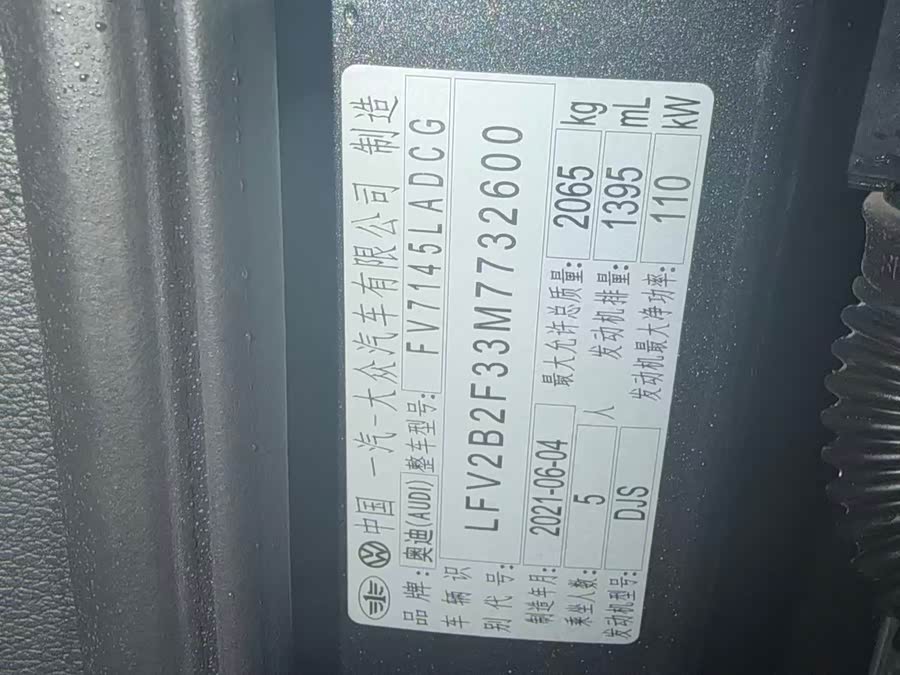 中国 一汽-大众汽车有限公司 制造
品牌: 奥迪(AUDI) 整车型号: FV7145LADCG
车辆识别代号: LFV2B2F33M7732600
制造年月: 2021-06-04 最大允许总质量: 2065 kg
乘坐人数: 5 人 发动机排量: 1395 mL
发动机型号: DJS 发动机最大净功率: 110 kW